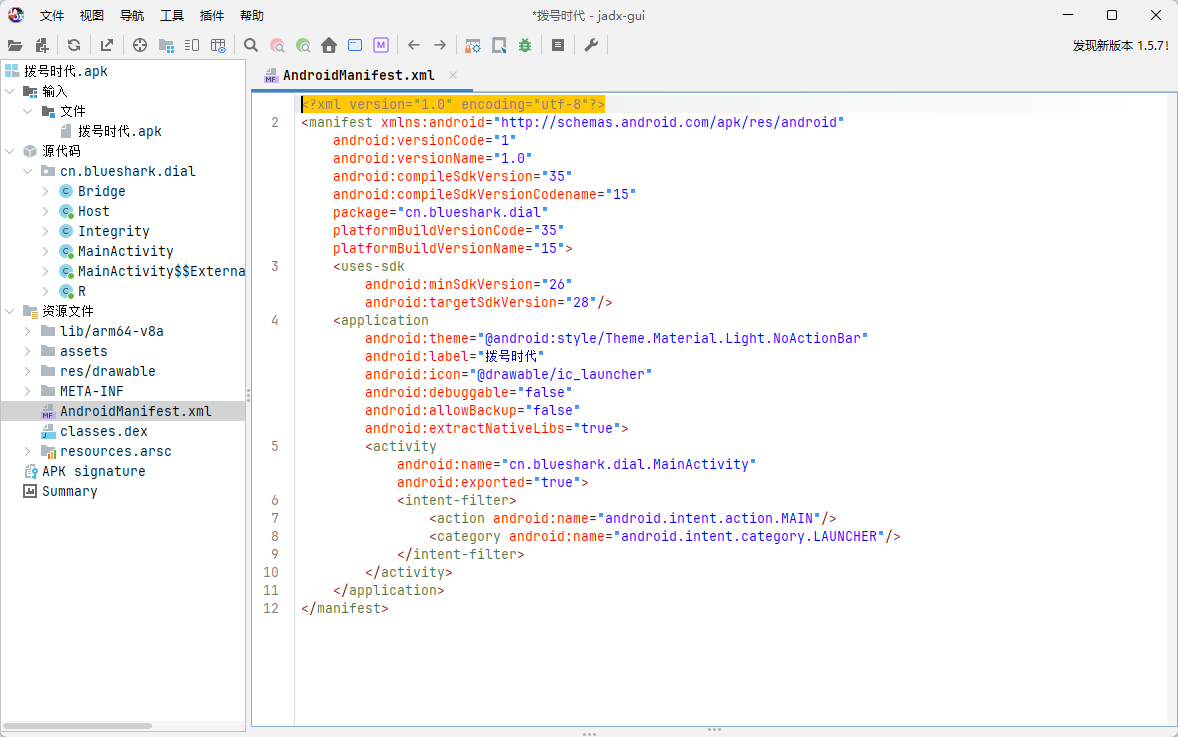 文件 视图 导航 工具 插件 帮助
*拨号时代 - jadx-gui
发现新版本 1.5.7!
拨号时代.apk
输入
文件
拨号时代.apk
源代码
cn.blueshark.dial
Bridge
Host
Integrity
MainActivity
MainActivity$$Externa
R
资源文件
lib/arm64-v8a
assets
res/drawable
META-INF
AndroidManifest.xml
classes.dex
resources.arsc
APK signature
Summary
AndroidManifest.xml
<?xml version="1.0" encoding="utf-8"?>
2 <manifest xmlns:android="http://schemas.android.com/apk/res/android"
android:versionCode="1"
android:versionName="1.0"
android:compileSdkVersion="35"
android:compileSdkVersionCodename="15"
package="cn.blueshark.dial"
platformBuildVersionCode="35"
platformBuildVersionName="15">
3 <uses-sdk
android:minSdkVersion="26"
android:targetSdkVersion="28"/>
4 <application
android:theme="@android:style/Theme.Material.Light.NoActionBar"
android:label="拨号时代"
android:icon="@drawable/ic_launcher"
android:debuggable="false"
android:allowBackup="false"
android:extractNativeLibs="true">
5 <activity
android:name="cn.blueshark.dial.MainActivity"
android:exported="true">
6 <intent-filter>
7 <action android:name="android.intent.action.MAIN"/>
8 <category android:name="android.intent.category.LAUNCHER"/>
9 </intent-filter>
10 </activity>
11 </application>
12 </manifest>